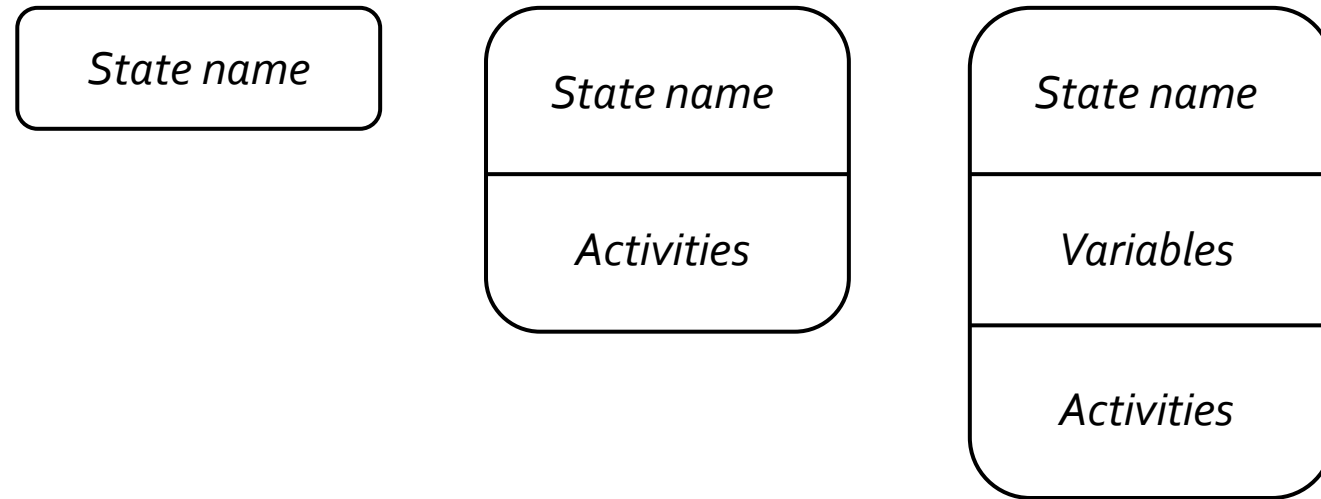 State name
State name
Activities
State name
Variables
Activities